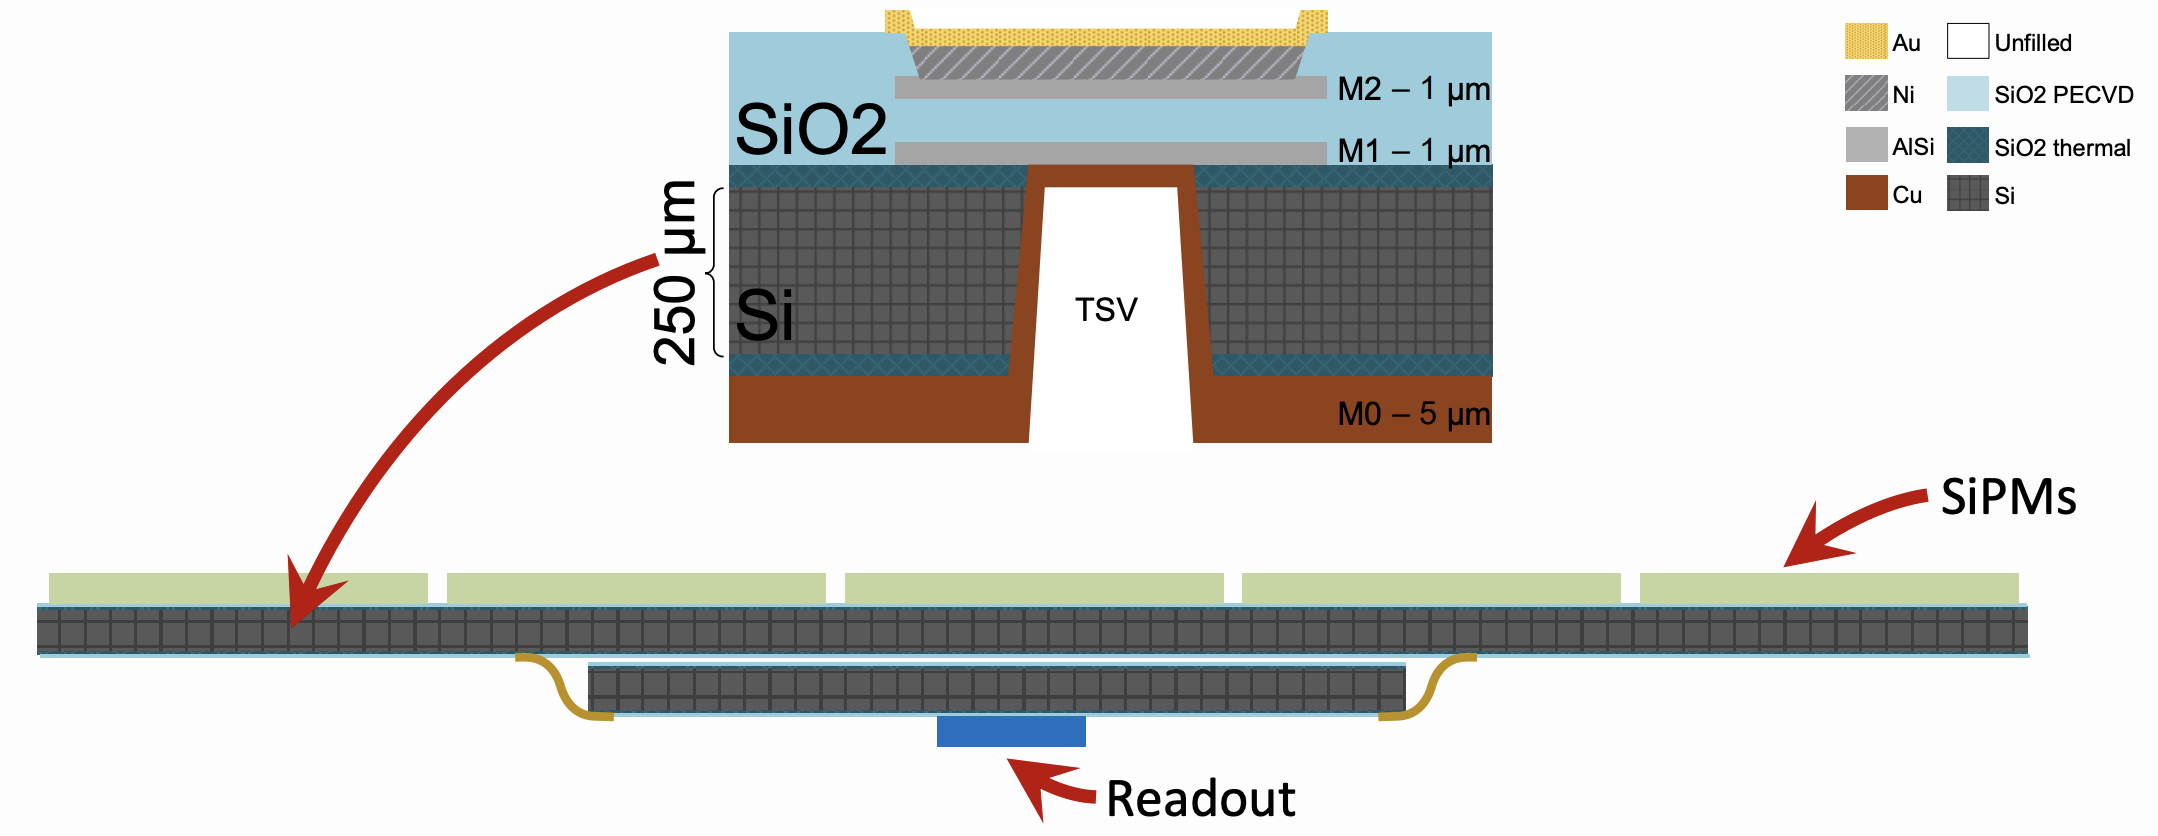 Au
Unfilled
M2 – 1 µm
Ni
SiO2 PECVD
SiO2
M1 – 1 µm
AlSi
SiO2 thermal
Cu
Si
250 µm
Si
TSV
M0 – 5 µm
SiPMs
Readout